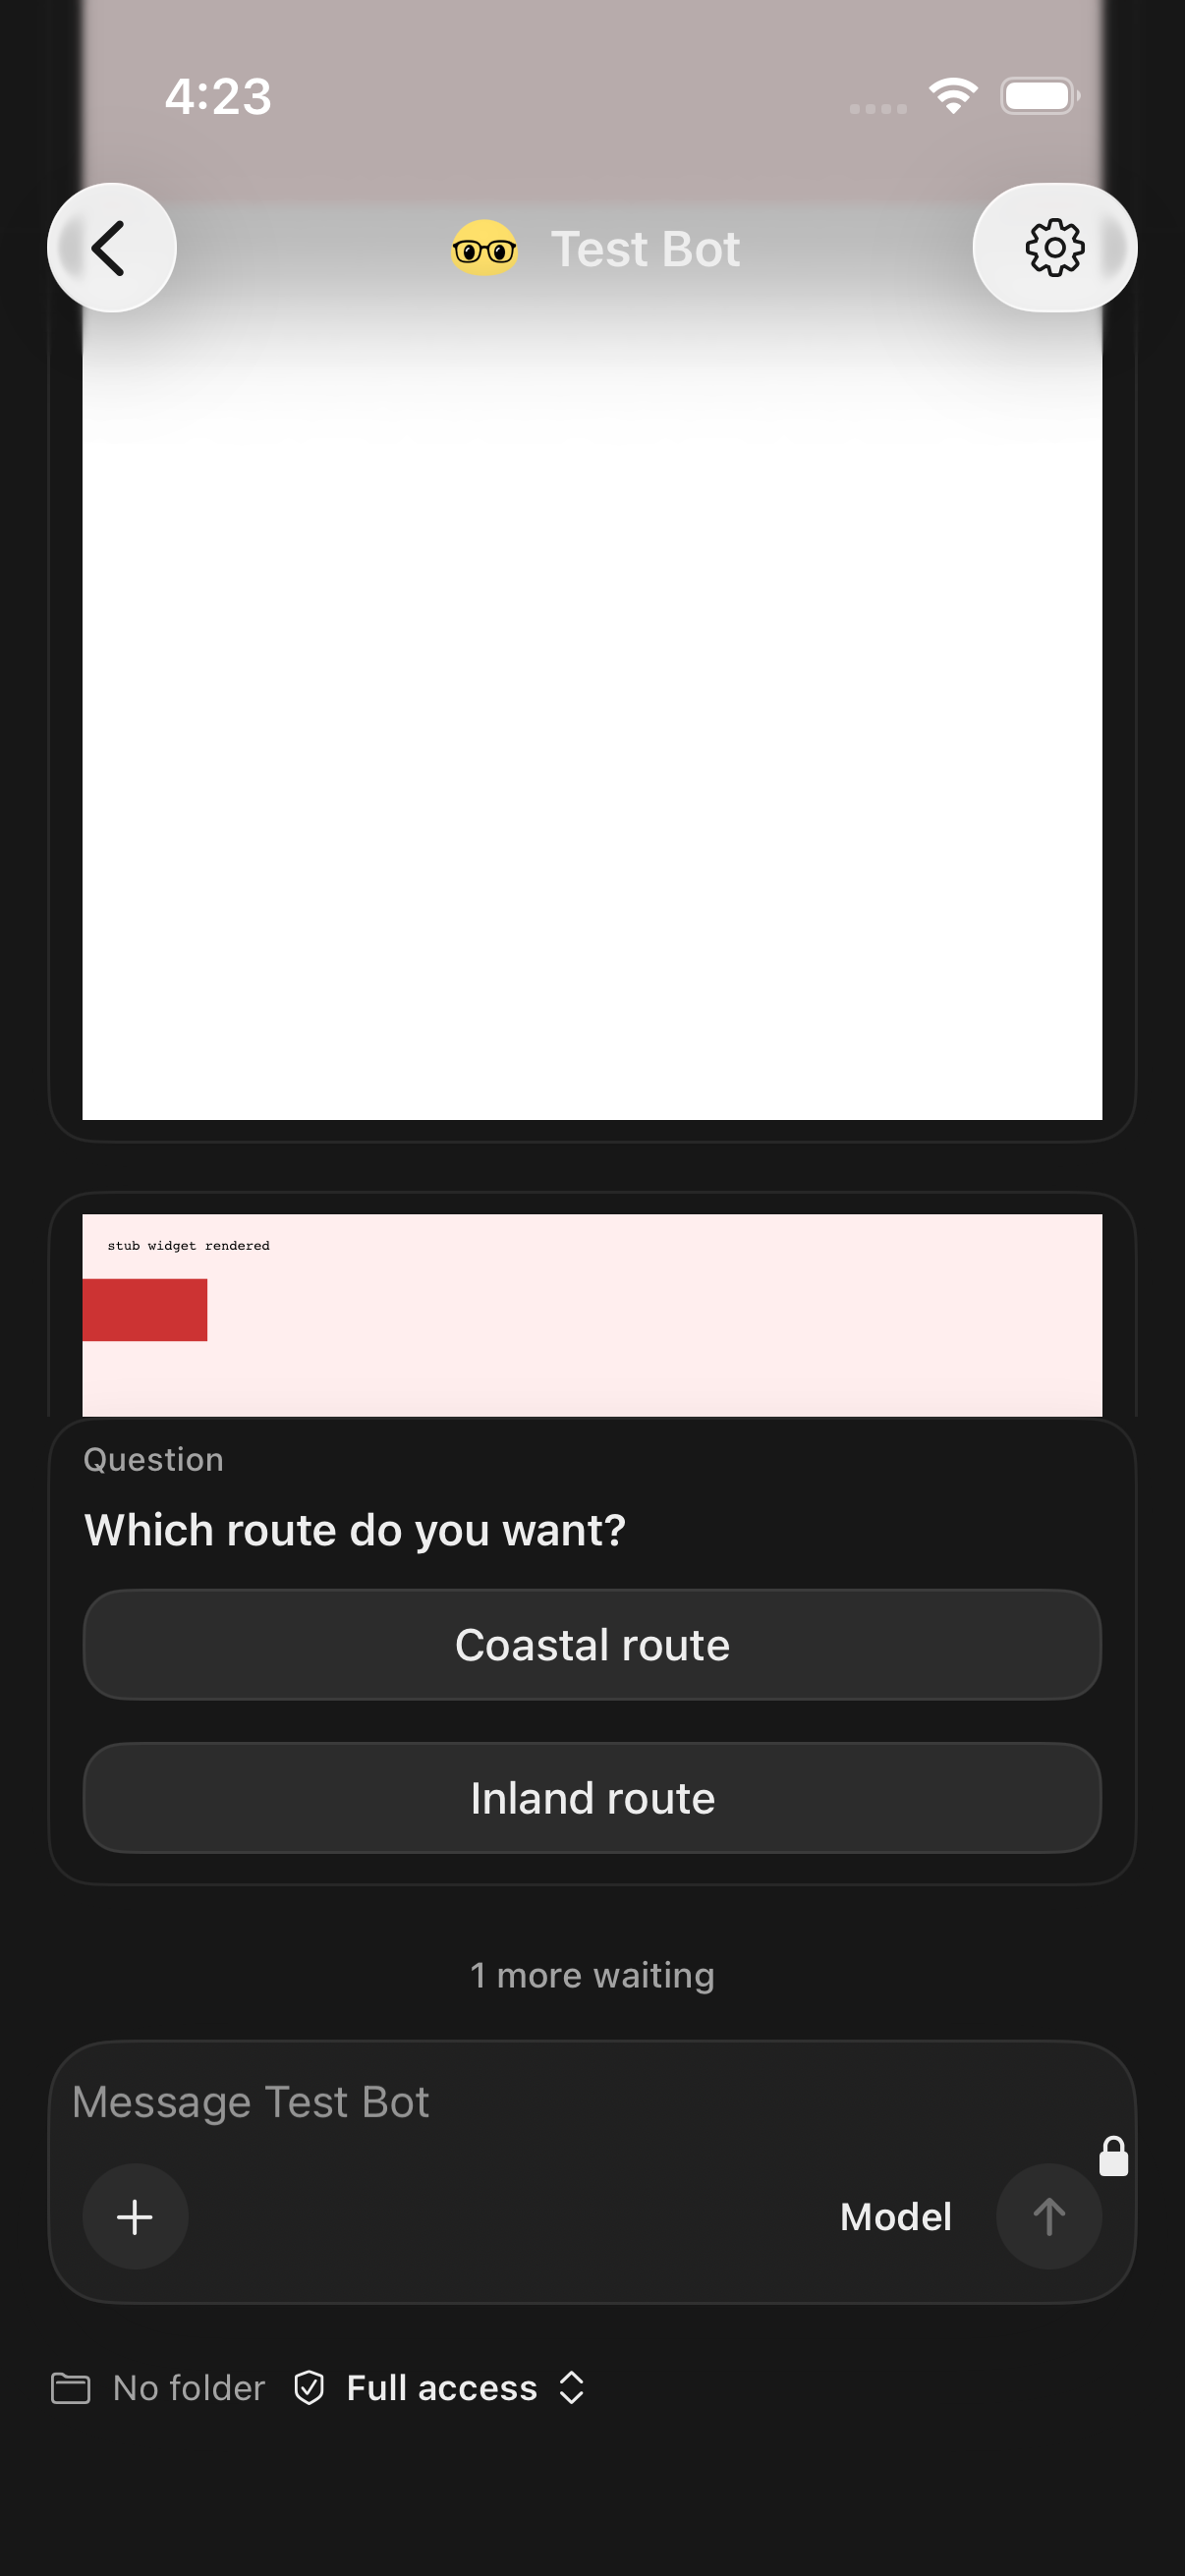 4:23
Test Bot
stub widget rendered
Question
Which route do you want?
Coastal route
Inland route
1 more waiting
Message Test Bot
Model
No folder
Full access